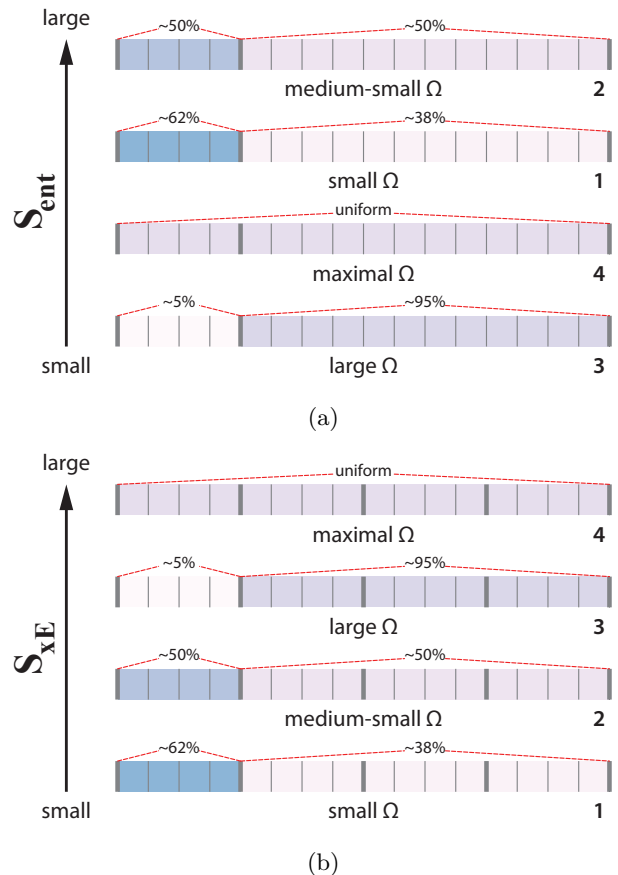 large
~50% ~50%
medium-small Ω 2
~62% ~38%
small Ω 1
S_ent
uniform
maximal Ω 4
~5% ~95%
small
large Ω 3
(a)
large
uniform
maximal Ω 4
~5% ~95%
large Ω 3
S_xE
~50% ~50%
medium-small Ω 2
~62% ~38%
small
small Ω 1
(b)